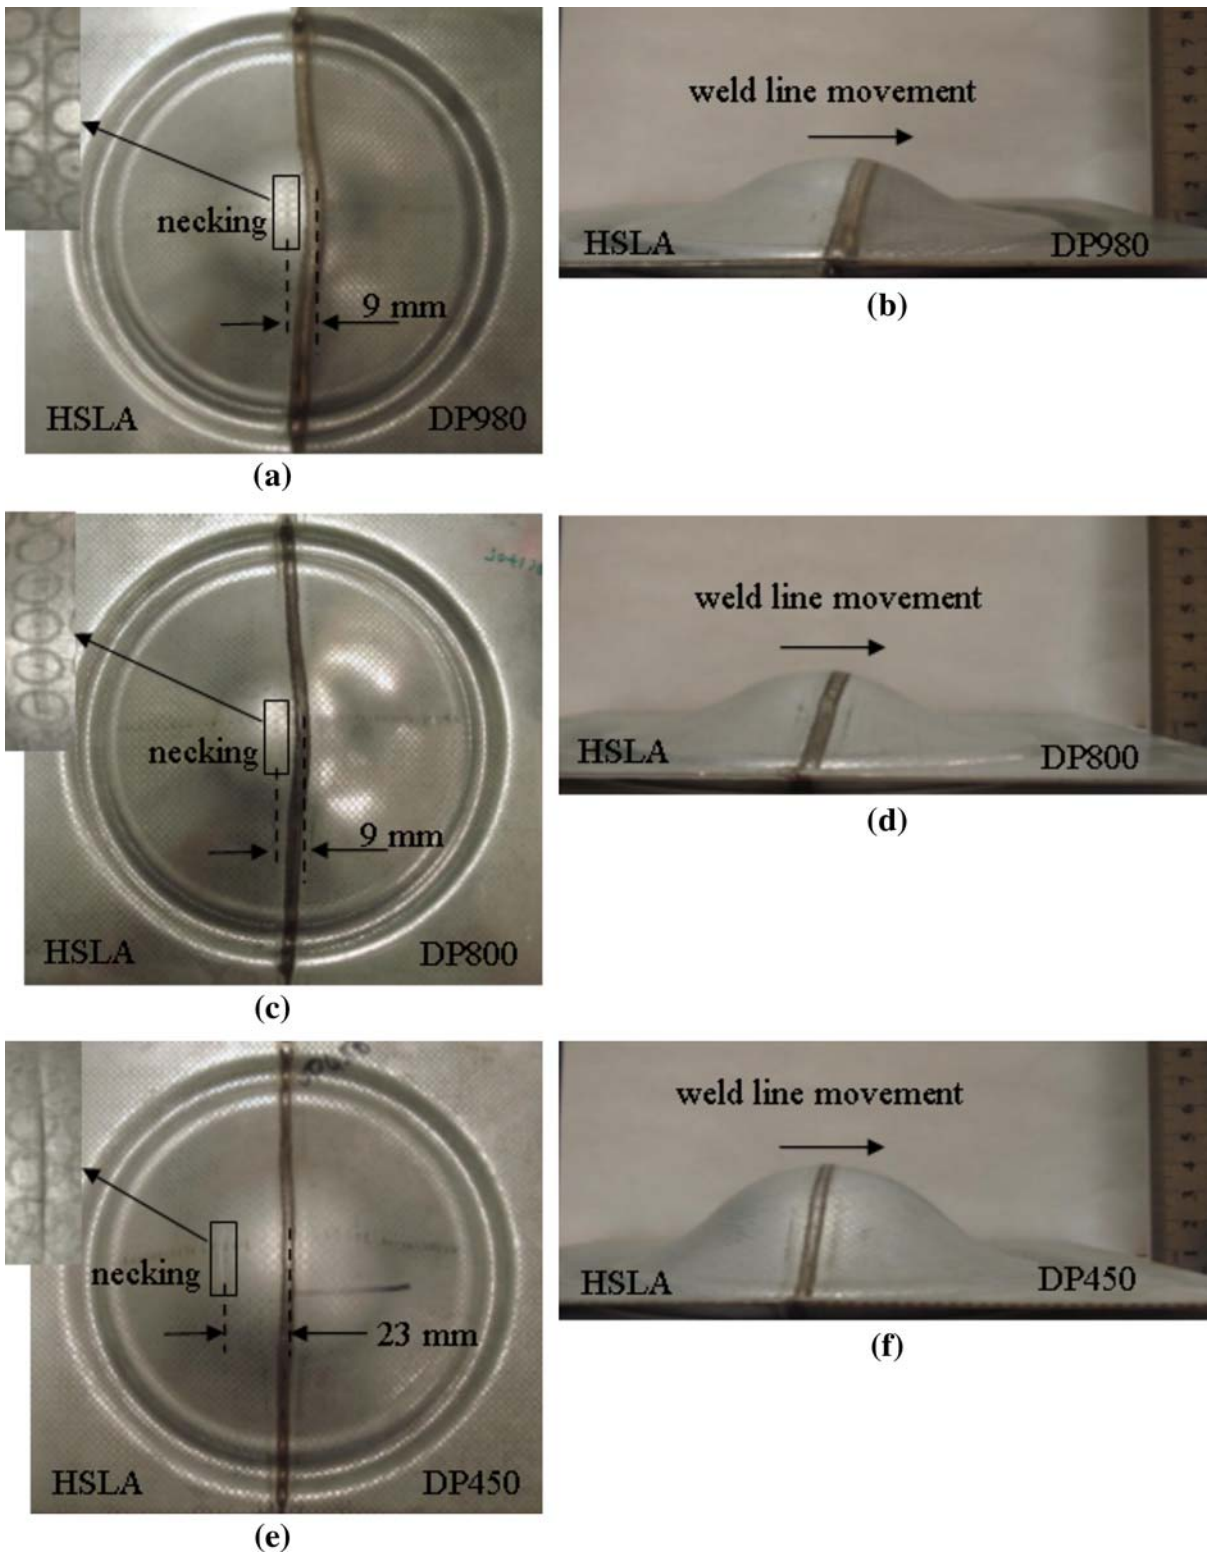 necking
9 mm
HSLA
DP980
(a)
weld line movement
HSLA
DP980
(b)
necking
9 mm
HSLA
DP800
(c)
weld line movement
HSLA
DP800
(d)
necking
23 mm
HSLA
DP450
(e)
weld line movement
HSLA
DP450
(f)